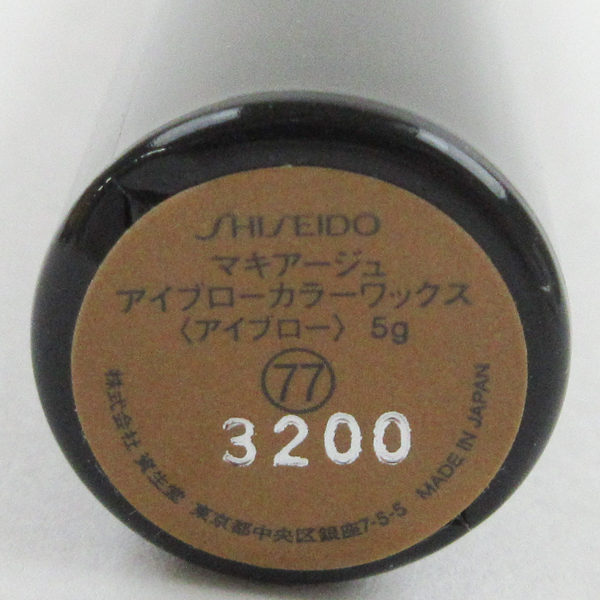 SHISEIDO
マキアージュ
アイブローカラーワックス
〈アイブロー〉 5g
77
3200
株式会社 資生堂 東京都中央区銀座7-5-5 MADE IN JAPAN